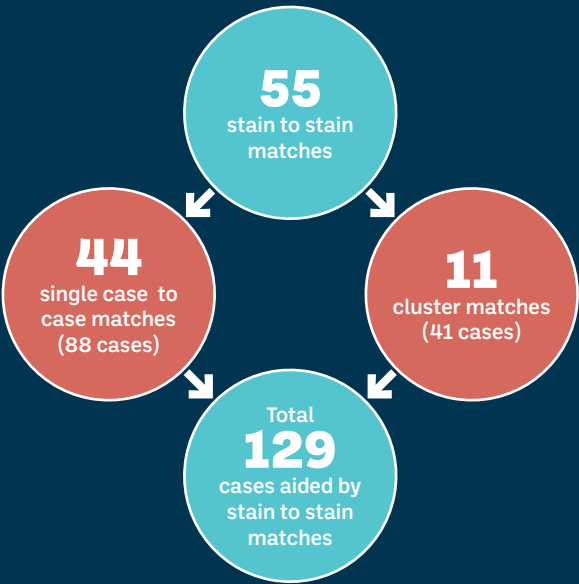 55
stain to stain
matches
44
single case to
case matches
(88 cases)
11
cluster matches
(41 cases)
Total
129
cases aided by
stain to stain
matches